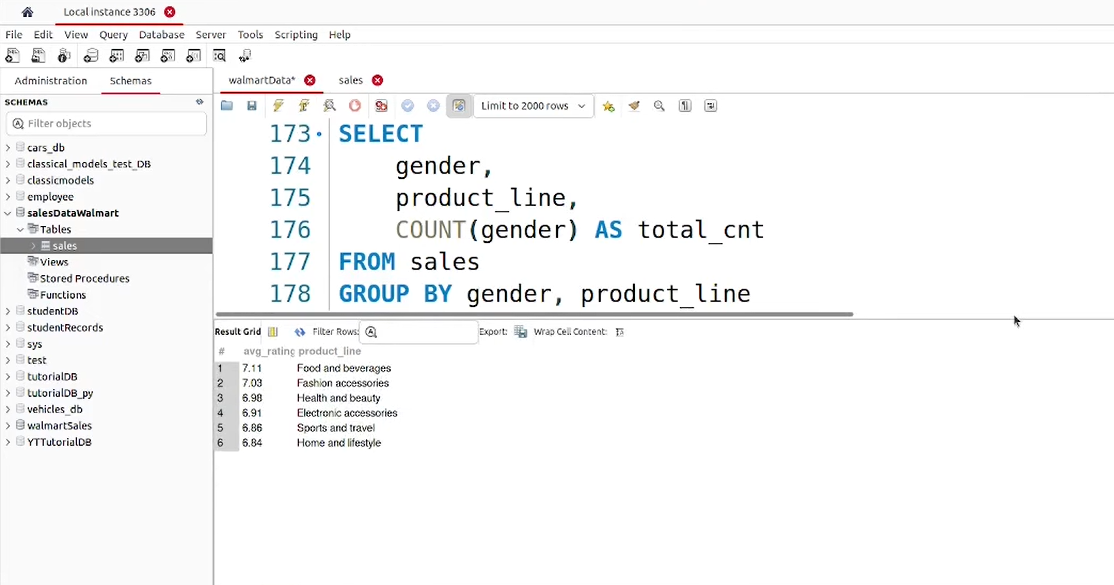 Local instance 3306
File Edit View Query Database Server Tools Scripting Help
Administration Schemas
walmartData* sales
SCHEMAS
Filter objects
Limit to 2000 rows
cars_db
classical_models_test_DB
classicmodels
employee
salesDataWalmart
Tables
sales
Views
Stored Procedures
Functions
studentDB
studentRecords
sys
test
tutorialDB
tutorialDB_py
vehicles_db
walmartSales
YTTutorialDB
173 SELECT
174 gender,
175 product_line,
176 COUNT(gender) AS total_cnt
177 FROM sales
178 GROUP BY gender, product_line
Result Grid Filter Rows: Export: Wrap Cell Content:
# avg_rating product_line
1 7.11 Food and beverages
2 7.03 Fashion accessories
3 6.98 Health and beauty
4 6.91 Electronic accessories
5 6.86 Sports and travel
6 6.84 Home and lifestyle